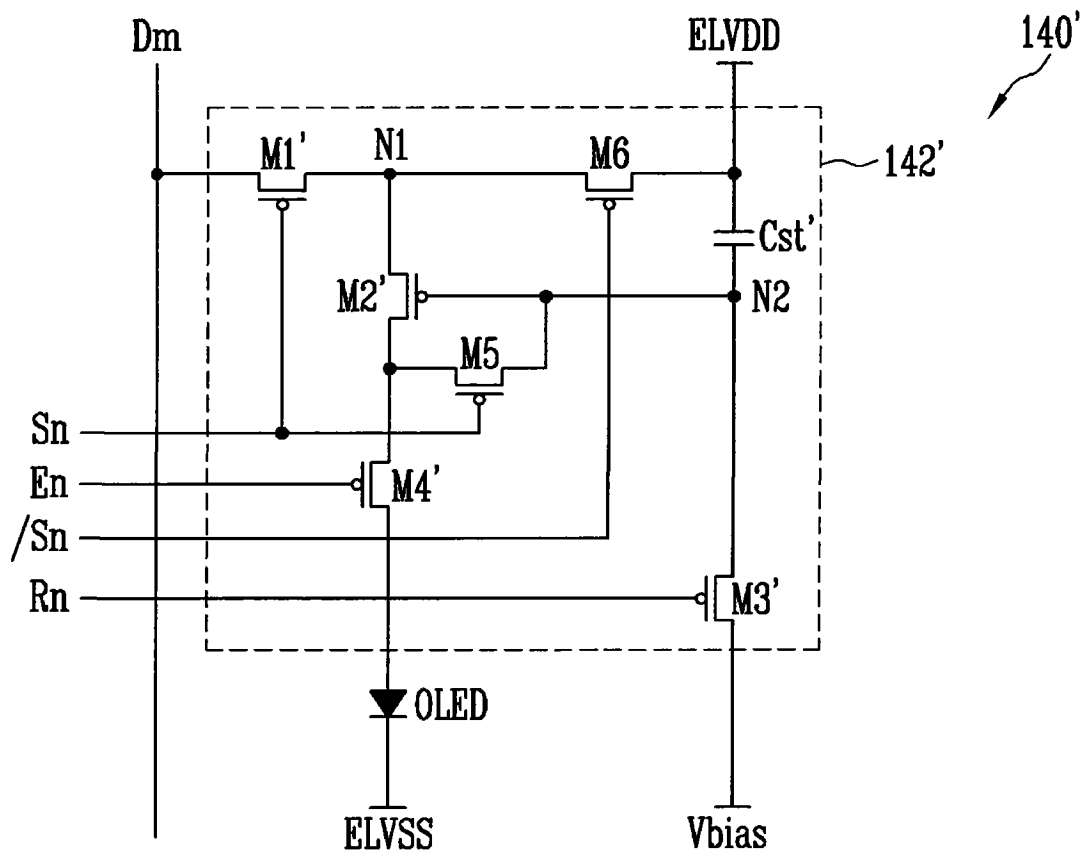 Dm
ELVDD
140'
M1'
N1
M6
142'
Cst'
M2'
N2
M5
Sn
En
M4'
/Sn
Rn
M3'
OLED
ELVSS
Vbias